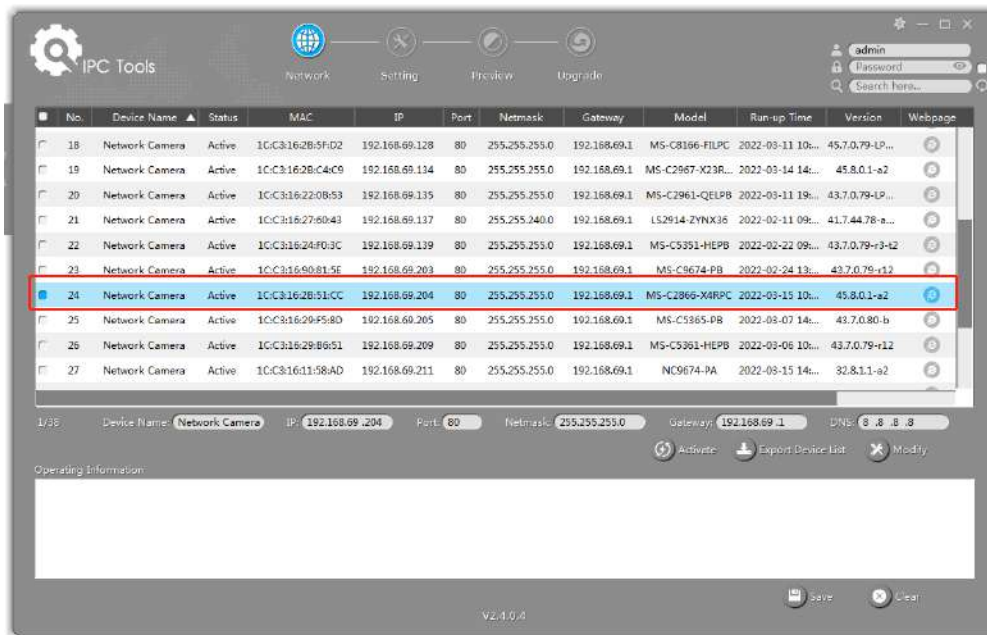 IPC Tools
Network Setting Preview Upgrade
admin
Password
Search here...
No. Device Name Status MAC IP Port Netmask Gateway Model Run-up Time Version Webpage
18 Network Camera Active 1C:C3:16:2B:5F:D2 192.168.69.128 80 255.255.255.0 192.168.69.1 MS-C8166-FILPC 2022-03-11 10:... 45.7.0.79-LP...
19 Network Camera Active 1C:C3:16:2B:C4:C9 192.168.69.134 80 255.255.255.0 192.168.69.1 MS-C2967-X23R... 2022-03-14 14:... 45.8.0.1-a2
20 Network Camera Active 1C:C3:16:22:0B:53 192.168.69.135 80 255.255.255.0 192.168.69.1 MS-C2961-QELPB 2022-03-11 19:... 43.7.0.79-LP...
21 Network Camera Active 1C:C3:16:27:60:43 192.168.69.137 80 255.255.240.0 192.168.69.1 LS2914-ZYNX36 2022-02-11 09:... 41.7.44.78-a...
22 Network Camera Active 1C:C3:16:24:F0:3C 192.168.69.139 80 255.255.255.0 192.168.69.1 MS-C5351-HEPB 2022-02-22 09:... 43.7.0.79-r3-t2
23 Network Camera Active 1C:C3:16:90:81:5E 192.168.69.203 80 255.255.255.0 192.168.69.1 MS-C9674-PB 2022-02-24 13:... 43.7.0.79-r12
24 Network Camera Active 1C:C3:16:2B:51:CC 192.168.69.204 80 255.255.255.0 192.168.69.1 MS-C2866-X4RPC 2022-03-15 10:... 45.8.0.1-a2
25 Network Camera Active 1C:C3:16:29:F5:8D 192.168.69.205 80 255.255.255.0 192.168.69.1 MS-C5365-PB 2022-03-07 14:... 43.7.0.80-b
26 Network Camera Active 1C:C3:16:29:B6:51 192.168.69.209 80 255.255.255.0 192.168.69.1 MS-C5361-HEPB 2022-03-06 10:... 43.7.0.79-r12
27 Network Camera Active 1C:C3:16:11:58:AD 192.168.69.211 80 255.255.255.0 192.168.69.1 NC9674-PA 2022-03-15 14:... 32.8.1.1-a2
Device Name: Network Camera IP: 192.168.69 .204 Port: 80 Netmask: 255.255.255.0 Gateway: 192.168.69 .1 DNS: 8 .8 .8 .8
Activate Export Device List Modify
Operating Information
Save Clear
V2.4.0.4